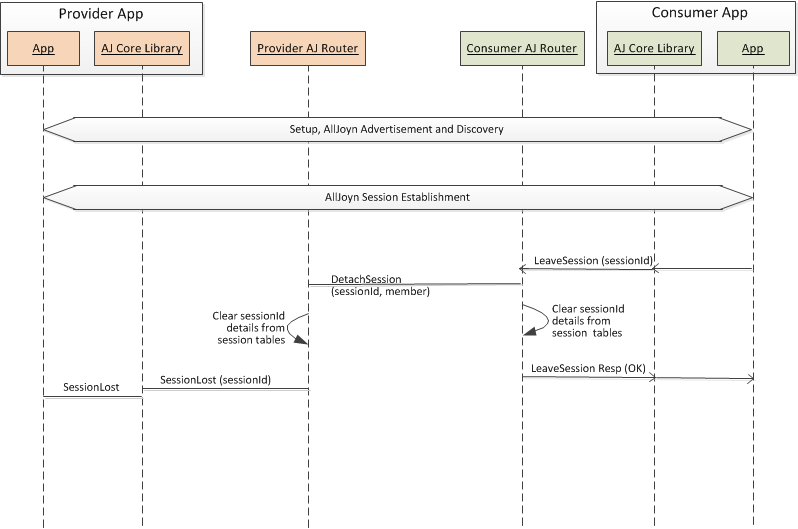 Provider App
Consumer App
App
AJ Core Library
Provider AJ Router
Consumer AJ Router
AJ Core Library
App
Setup, AllJoyn Advertisement and Discovery
AllJoyn Session Establishment
LeaveSession (sessionId)
DetachSession
(sessionId, member)
Clear sessionId
details from
session tables
Clear sessionId
details from
session tables
LeaveSession Resp (OK)
SessionLost (sessionId)
SessionLost